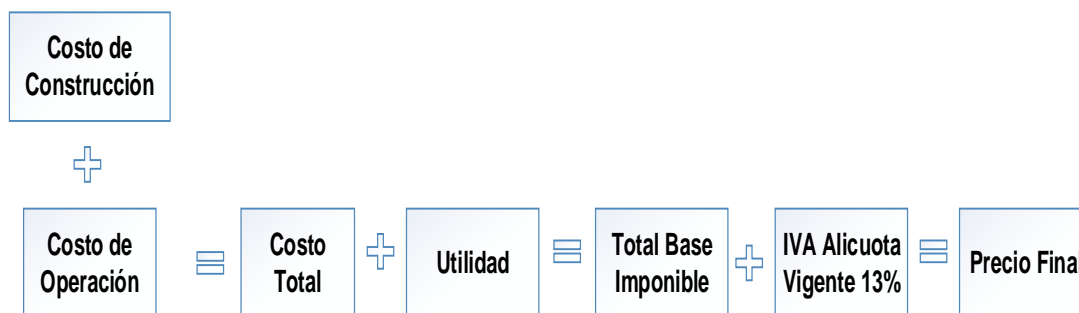 Costo de
Construcción
Costo de
Operación
Costo
Total
Utilidad
Total Base
Imponible
IVA Alicuota
Vigente 13%
Precio Final